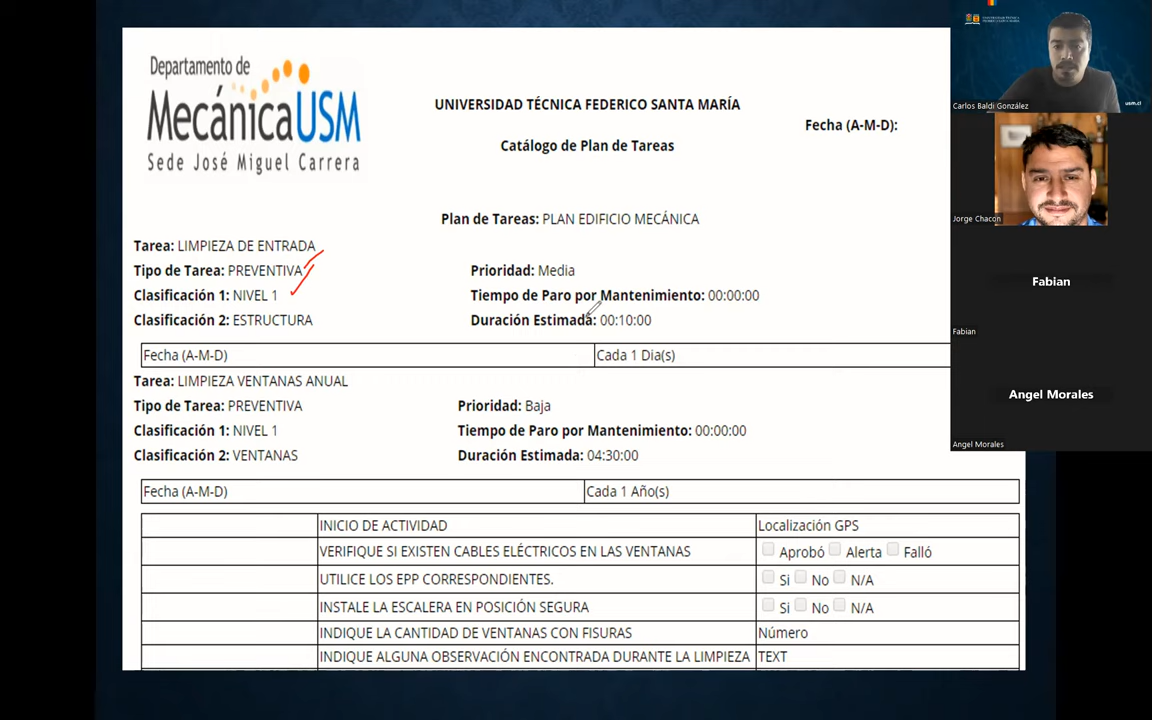 Departamento de
MecánicaUSM
Sede José Miguel Carrera
UNIVERSIDAD TÉCNICA FEDERICO SANTA MARÍA
Catálogo de Plan de Tareas
Fecha (A-M-D):
Plan de Tareas: PLAN EDIFICIO MECÁNICA
Tarea: LIMPIEZA DE ENTRADA
Tipo de Tarea: PREVENTIVA
Prioridad: Media
Clasificación 1: NIVEL 1
Tiempo de Paro por Mantenimiento: 00:00:00
Clasificación 2: ESTRUCTURA
Duración Estimada: 00:10:00
Fecha (A-M-D)
Cada 1 Dia(s)
Tarea: LIMPIEZA VENTANAS ANUAL
Tipo de Tarea: PREVENTIVA
Prioridad: Baja
Clasificación 1: NIVEL 1
Tiempo de Paro por Mantenimiento: 00:00:00
Clasificación 2: VENTANAS
Duración Estimada: 04:30:00
Fecha (A-M-D)
Cada 1 Año(s)
INICIO DE ACTIVIDAD
Localización GPS
VERIFIQUE SI EXISTEN CABLES ELÉCTRICOS EN LAS VENTANAS
Aprobó Alerta Falló
UTILICE LOS EPP CORRESPONDIENTES.
Si No N/A
INSTALE LA ESCALERA EN POSICIÓN SEGURA
Si No N/A
INDIQUE LA CANTIDAD DE VENTANAS CON FISURAS
Número
INDIQUE ALGUNA OBSERVACIÓN ENCONTRADA DURANTE LA LIMPIEZA
TEXT
usm.cl
Carlos Baldi González
Jorge Chacon
Fabian
Fabian
Angel Morales
Angel Morales